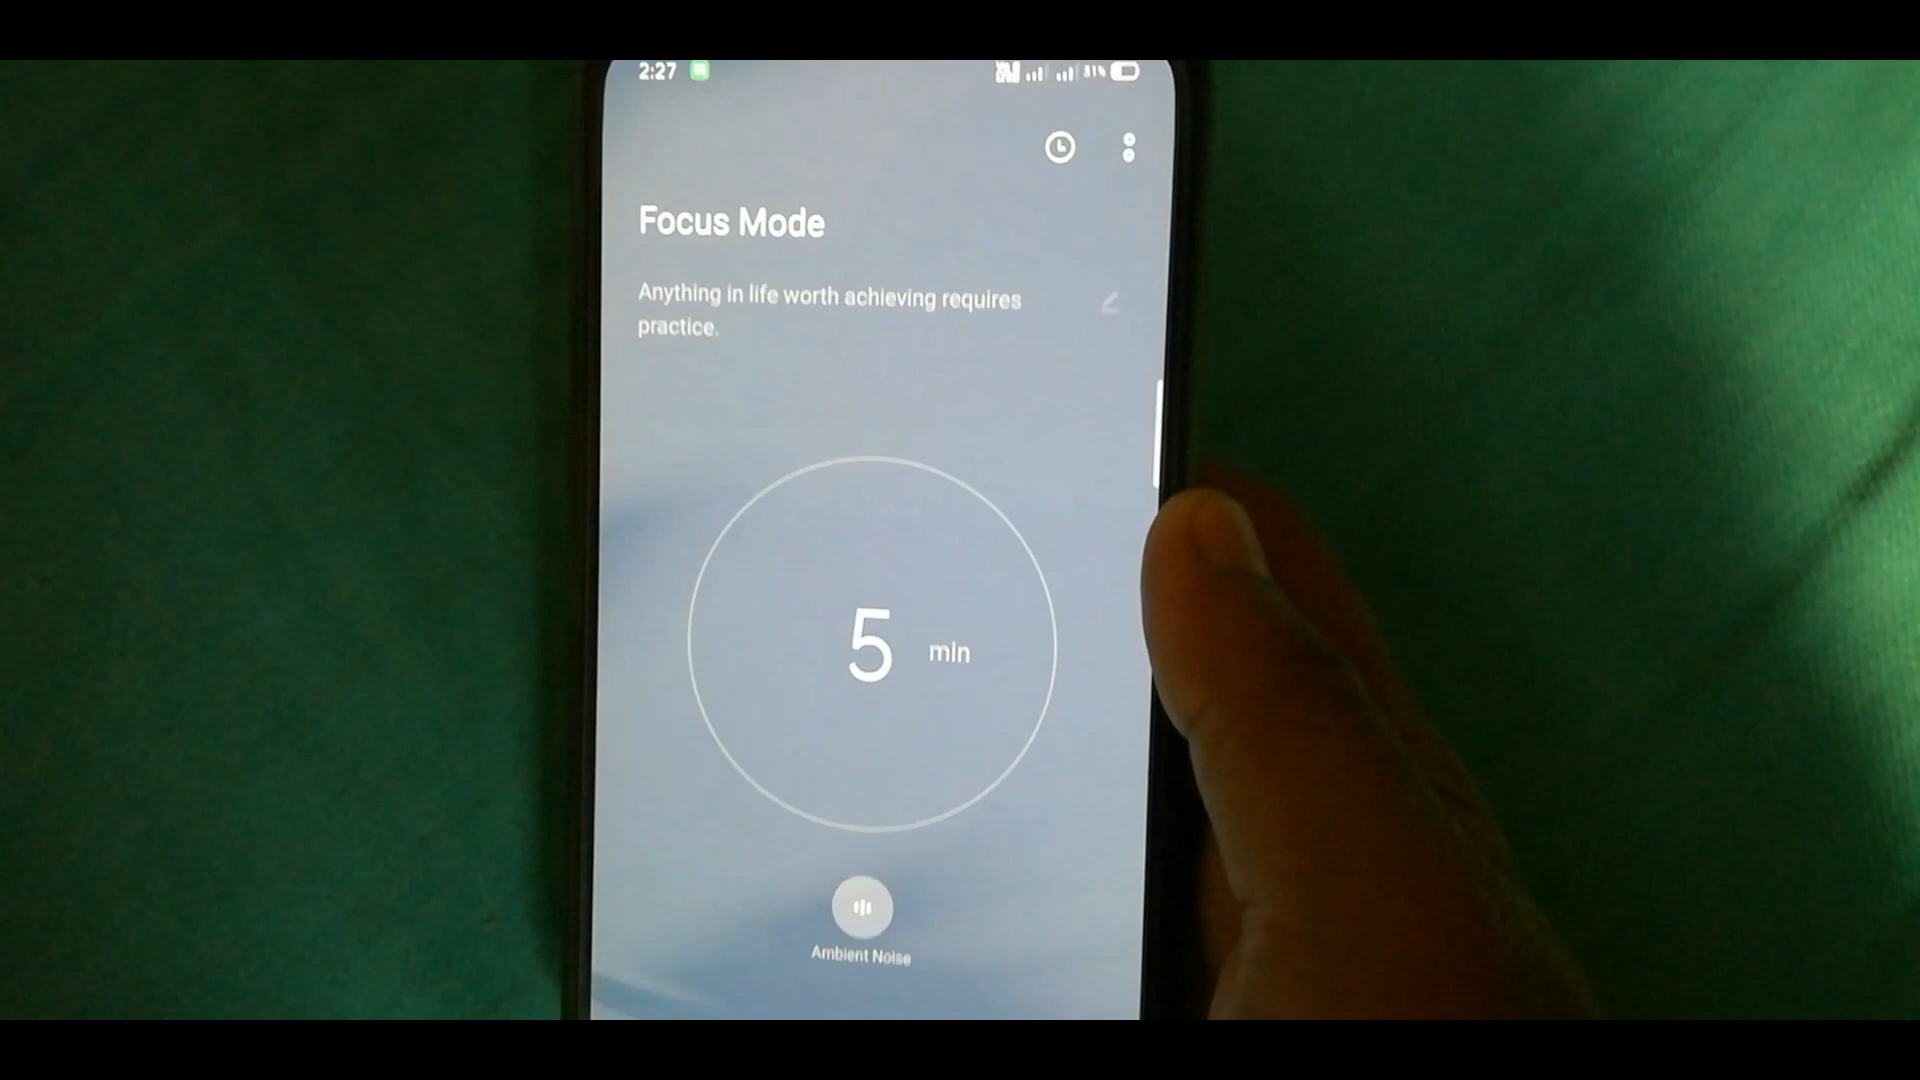 2:27
Focus Mode
Anything in life worth achieving requires
practice.
5 min
Ambient Noise